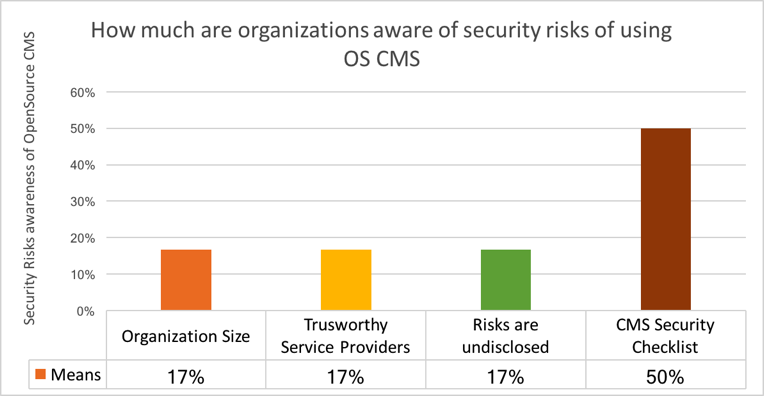 How much are organizations aware of security risks of using
OS CMS
Security Risks awareness of OpenSource CMS
60%
50%
40%
30%
20%
10%
0%
Organization Size
Trusworthy
Service Providers
Risks are
undisclosed
CMS Security
Checklist
Means 17% 17% 17% 50%